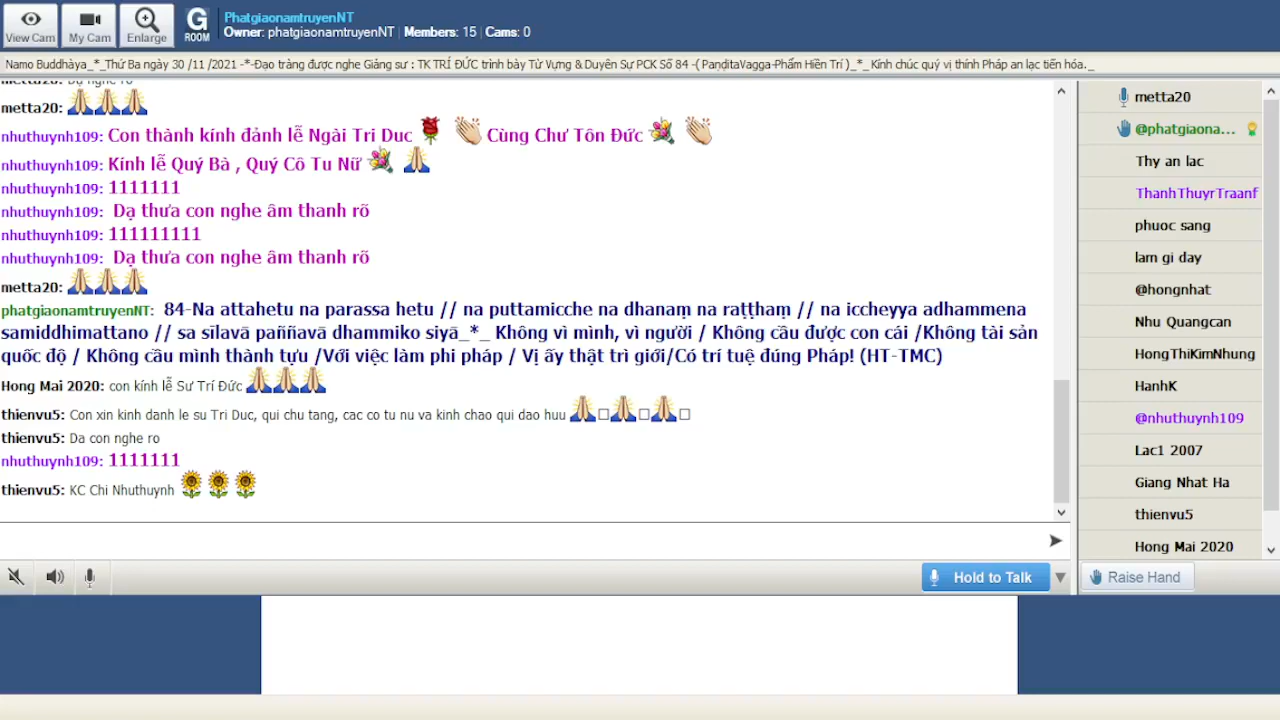 View Cam
My Cam
Enlarge
G
ROOM
PhatgiaonamtruyenNT
Owner: phatgiaonamtruyenNT | Members: 15 | Cams: 0
Namo Buddhàya_*_Thứ Ba ngày 30 /11 /2021 -*-Đạo tràng được nghe Giảng sư : TK TRÍ ĐỨC trình bày Từ Vựng & Duyên Sự PCK Số 84 -( PaṇḍitaVagga-Phẩm Hiền Trí )_*_ Kính chúc quý vị thính Pháp an lạc tiến hóa._
metta20: Dạ nghe rõ
metta20: 🙏🙏🙏
nhuthuynh109: Con thành kính đảnh lễ Ngài Tri Duc 🌹 👏 Cùng Chư Tôn Đức 💐 👏
nhuthuynh109: Kính lễ Quý Bà , Quý Cô Tu Nữ 💐 🙏
nhuthuynh109: 1111111
nhuthuynh109: Dạ thưa con nghe âm thanh rõ
nhuthuynh109: 111111111
nhuthuynh109: Dạ thưa con nghe âm thanh rõ
metta20: 🙏🙏🙏
phatgiaonamtruyenNT: 84-Na attahetu na parassa hetu // na puttamicche na dhanaṃ na raṭṭhaṃ // na iccheyya adhammena
samiddhimattano // sa sīlavā paññavā dhammiko siyā_*_ Không vì mình, vì người / Không cầu được con cái /Không tài sản
quốc độ / Không cầu mình thành tựu /Với việc làm phi pháp / Vị ấy thật trì giới/Có trí tuệ đúng Pháp! (HT-TMC)
Hong Mai 2020: con kính lễ Sư Trí Đức 🙏🙏🙏
thienvu5: Con xin kinh danh le su Tri Duc, qui chu tang, cac co tu nu va kinh chao qui dao huu 🙏□🙏□🙏□
thienvu5: Da con nghe ro
nhuthuynh109: 1111111
thienvu5: KC Chi Nhuthuynh 🌻🌻🌻
Hold to Talk
metta20
@phatgiaona...
Thy an lac
ThanhThuyrTraanf
phuoc sang
lam gi day
@hongnhat
Nhu Quangcan
HongThiKimNhung
HanhK
@nhuthuynh109
Lac1 2007
Giang Nhat Ha
thienvu5
Hong Mai 2020
Raise Hand